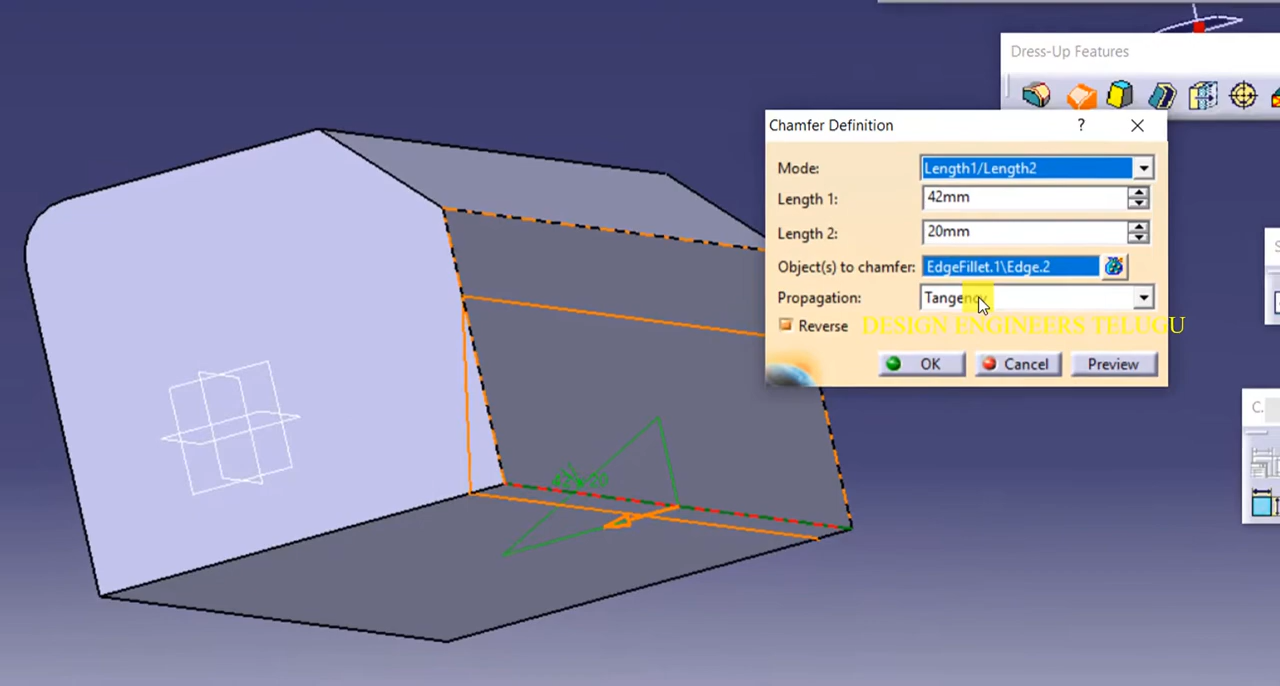 Dress-Up Features
Chamfer Definition ?
Mode: Length1/Length2
Length 1: 42mm
Length 2: 20mm
Object(s) to chamfer: EdgeFillet.1\Edge.2
Propagation: Tangency
Reverse DESIGN ENGINEERS TELUGU
OK Cancel Preview
C.